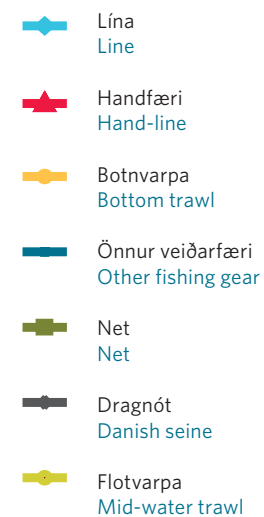 Lína
Line
Handfæri
Hand-line
Botnvarpa
Bottom trawl
Önnur veiðarfæri
Other fishing gear
Net
Net
Dragnót
Danish seine
Flotvarpa
Mid-water trawl